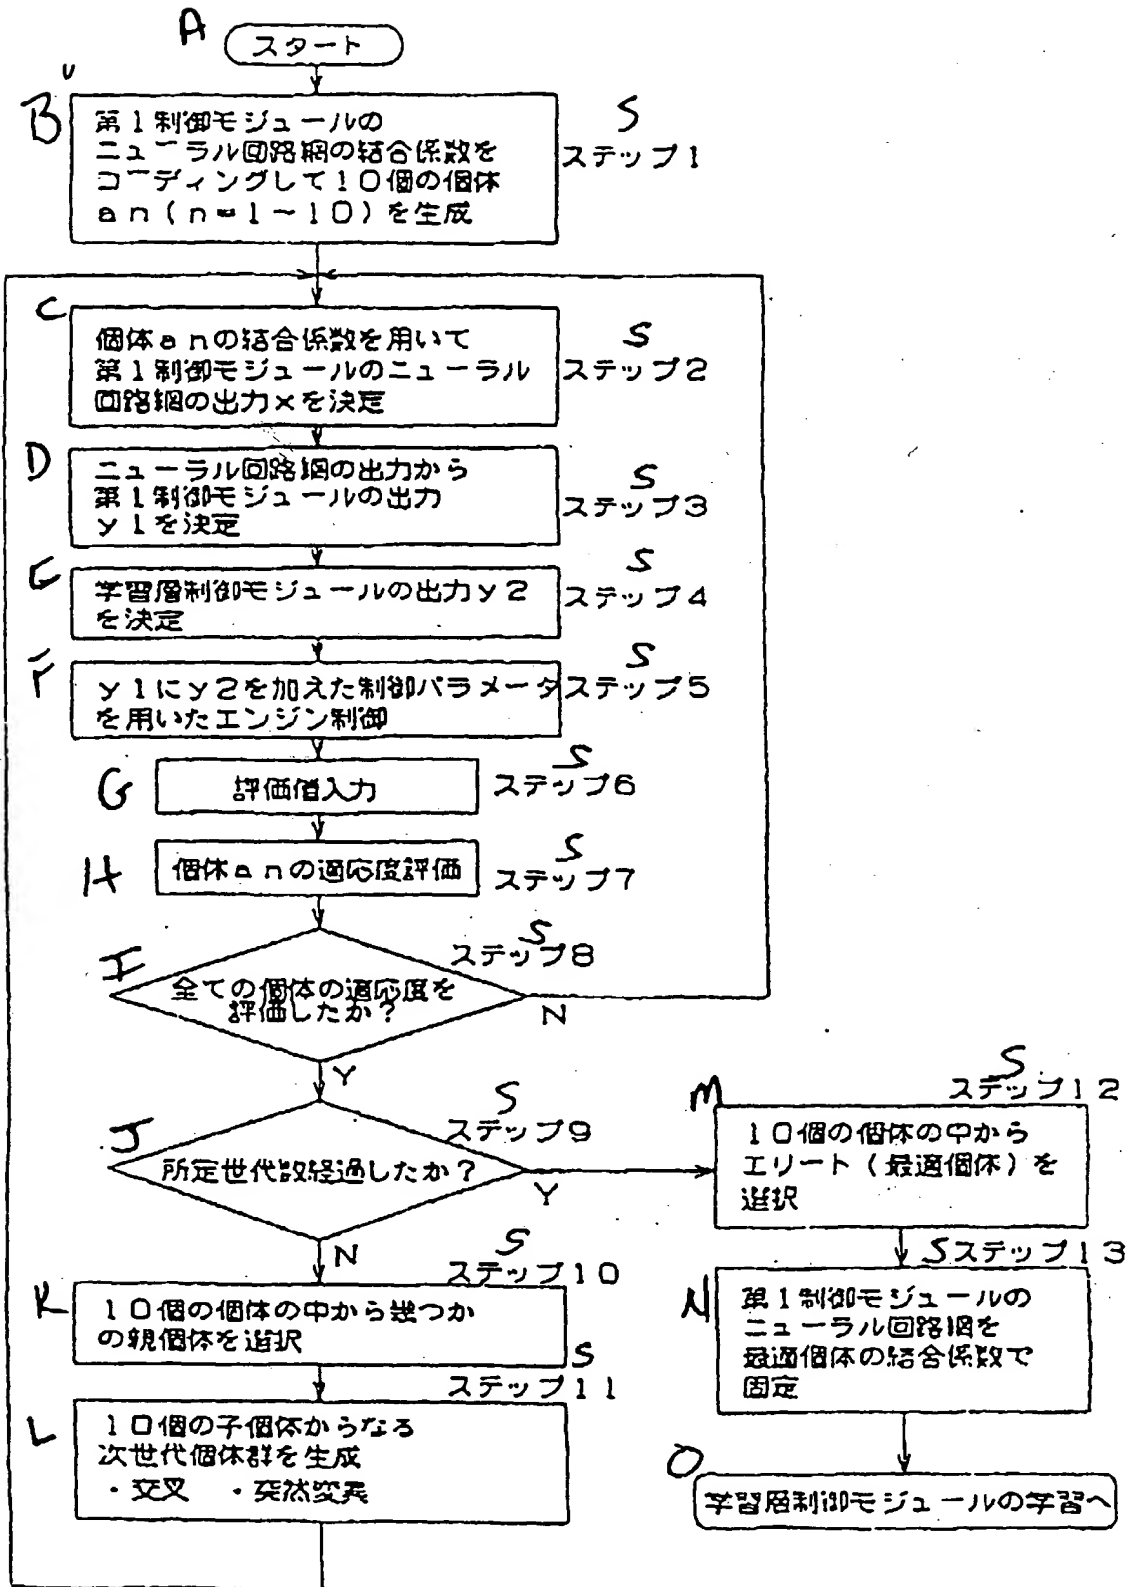 A
スタート
B
第1制御モジュールの
ニューラル回路網の結合係数を
コーディングして10個の個体
an(n=1~10)を生成
S
ステップ1
C
個体anの結合係数を用いて
第1制御モジュールのニューラル
回路網の出力xを決定
S
ステップ2
D
ニューラル回路網の出力から
第1制御モジュールの出力
y1を決定
S
ステップ3
E
学習層制御モジュールの出力y2
を決定
S
ステップ4
F
y1にy2を加えた制御パラメータ
を用いたエンジン制御
S
ステップ5
G
評価値入力
S
ステップ6
H
個体anの適応度評価
S
ステップ7
I
全ての個体の適応度を
評価したか?
S
ステップ8
N
Y
J
所定世代数経過したか?
S
ステップ9
Y
N
K
10個の個体の中から幾つか
の親個体を選択
S
ステップ10
L
10個の子個体からなる
次世代個体群を生成
・交叉 ・突然変異
S
ステップ11
M
10個の個体の中から
エリート(最適個体)を
選択
S
ステップ12
N
第1制御モジュールの
ニューラル回路網を
最適個体の結合係数で
固定
Sステップ13
O
学習層制御モジュールの学習へ